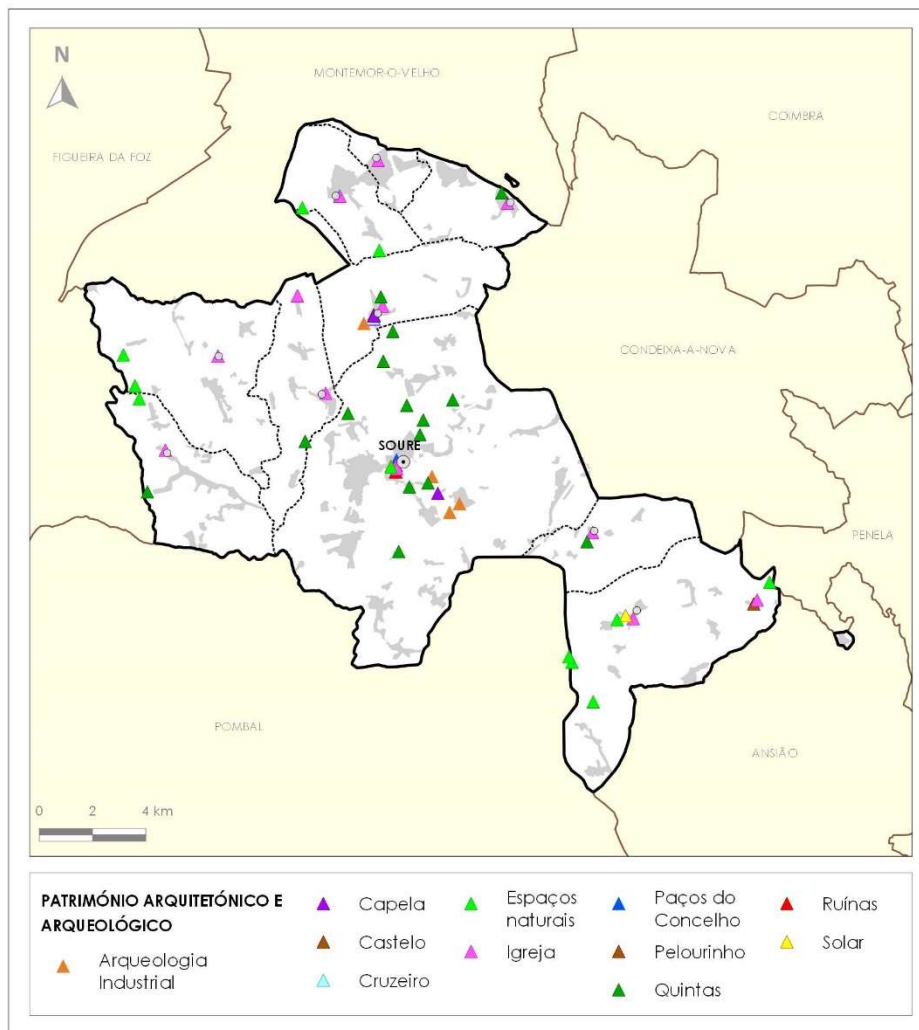 N
MONTEMOR-O-VELHO
COIMBRA
FIGUEIRA DA FOZ
CONDEIXA-A-NOVA
SOURE
PENELA
POMBAL
ANSIÃO
0 2 4 km
PATRIMÓNIO ARQUITETÓNICO E
ARQUEOLÓGICO
Arqueologia
Industrial
Capela
Castelo
Cruzeiro
Espaços
naturais
Igreja
Paços do
Concelho
Pelourinho
Quintas
Ruínas
Solar